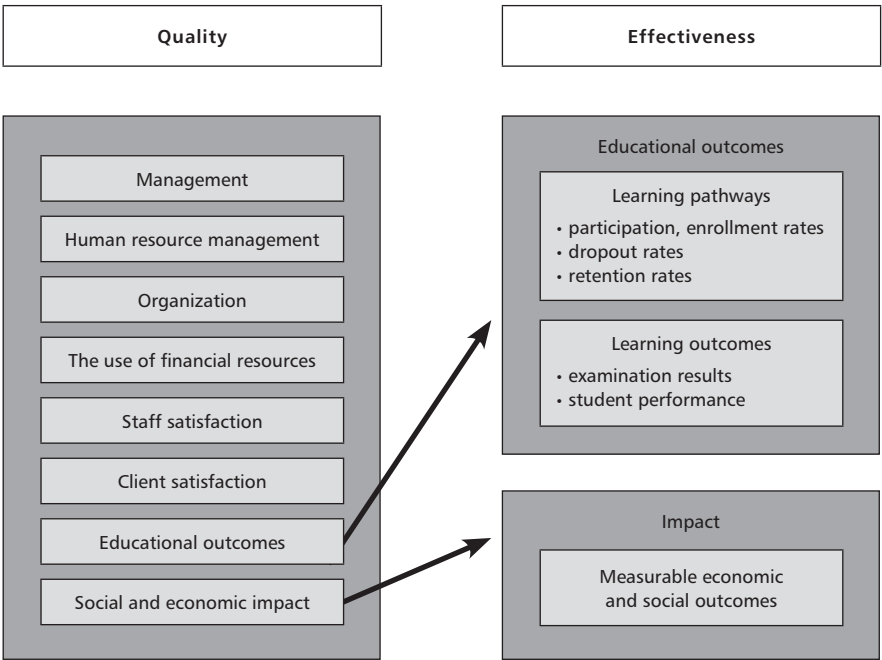 Quality
Effectiveness
Management
Human resource management
Organization
The use of financial resources
Staff satisfaction
Client satisfaction
Educational outcomes
Social and economic impact
Educational outcomes
Learning pathways
• participation, enrollment rates
• dropout rates
• retention rates
Learning outcomes
• examination results
• student performance
Impact
Measurable economic
and social outcomes